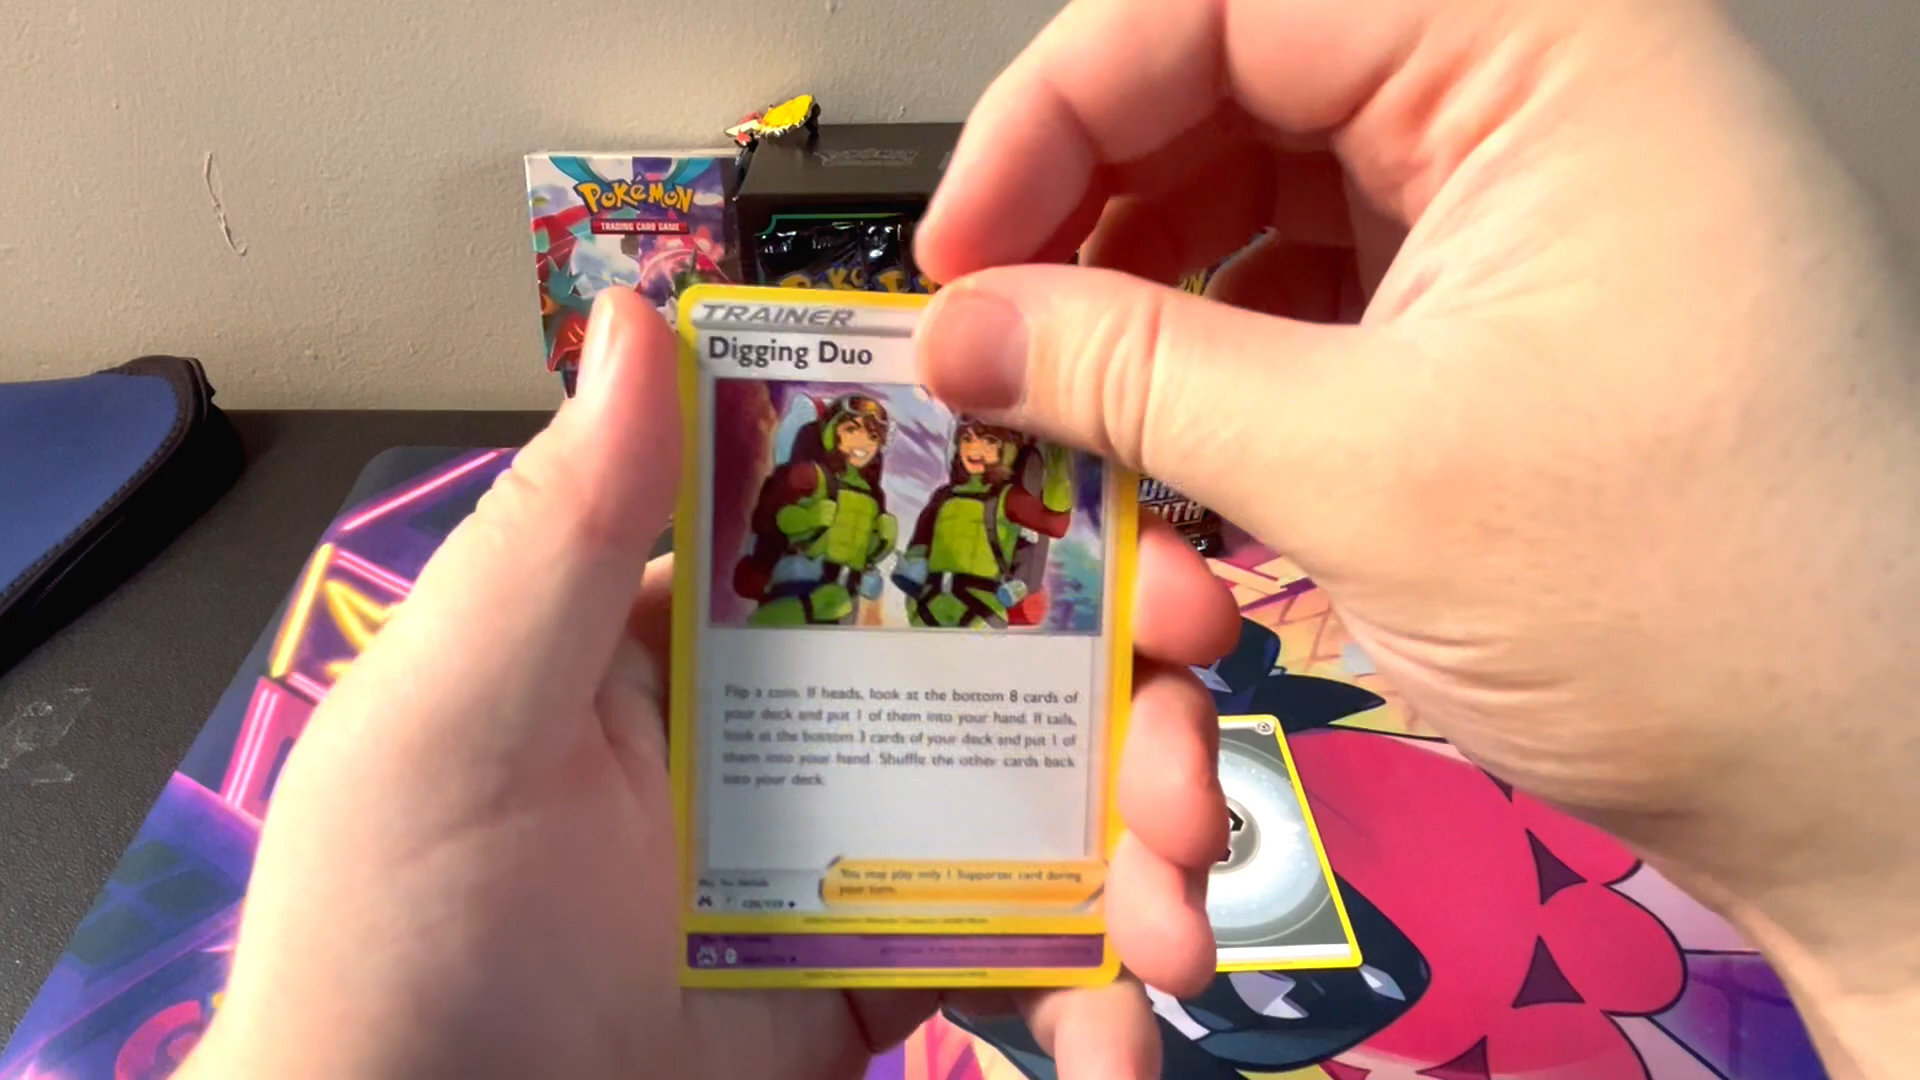 POKéMON
TRADING CARD GAME
TRAINER
Digging Duo
Flip a coin. If heads, look at the bottom 8 cards of
your deck and put 1 of them into your hand. If tails,
look at the bottom 3 cards of your deck and put 1 of
them into your hand. Shuffle the other cards back
into your deck.
You may play only 1 Supporter card during
your turn.